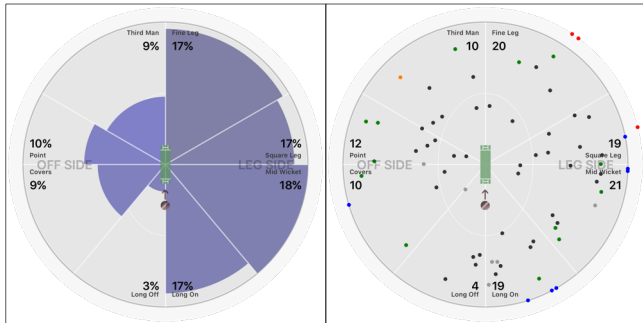 Third Man
Fine Leg
9%
17%
10%
Point
OFF SIDE
Covers
9%
17%
Square Leg
LEG SIDE
Mid Wicket
18%
3%
17%
Long Off
Long On
Third Man
Fine Leg
10
20
12
Point
OFF SIDE
Covers
10
19
Square Leg
LEG SIDE
Mid Wicket
21
4
19
Long Off
Long On